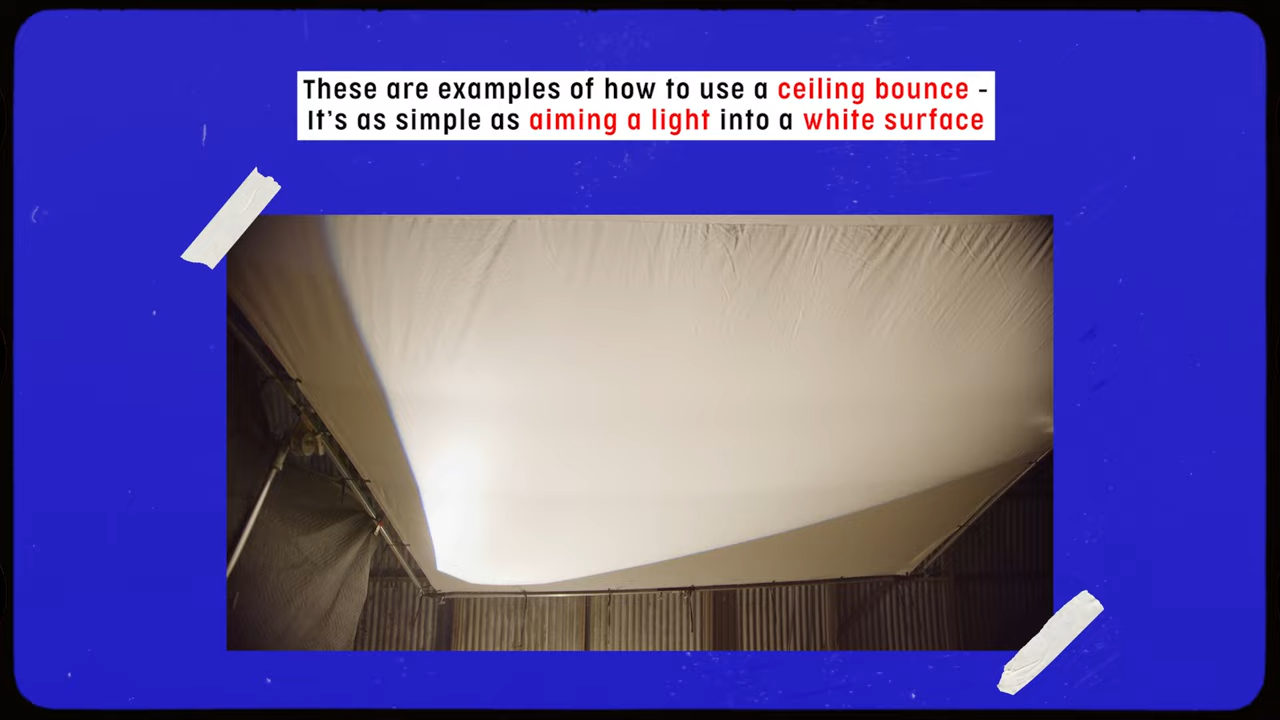 These are examples of how to use a ceiling bounce -
It's as simple as aiming a light into a white surface